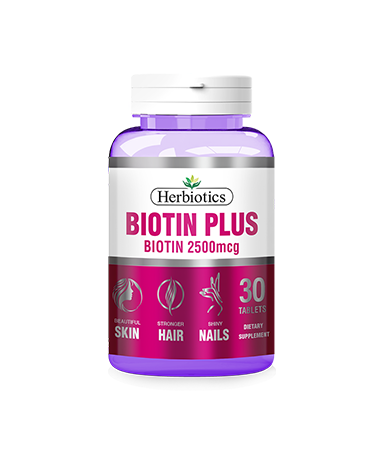 Herbiotics
BIOTIN PLUS
BIOTIN 2500mcg
BEAUTIFUL
SKIN
STRONGER
HAIR
SHINY
NAILS
30
TABLETS
DIETARY
SUPPLEMENT